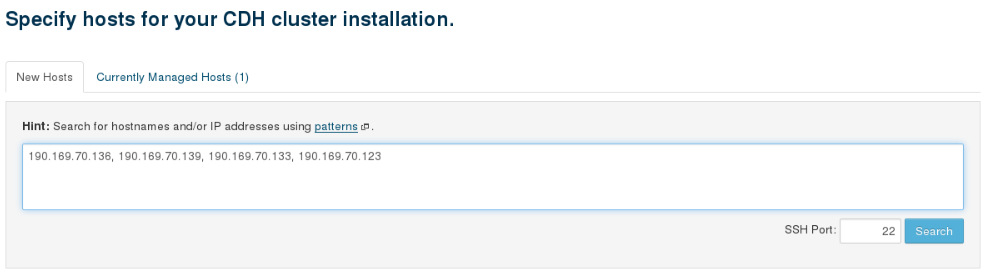 Specify hosts for your CDH cluster installation.
New Hosts Currently Managed Hosts (1)
Hint: Search for hostnames and/or IP addresses using patterns .
190.169.70.136, 190.169.70.139, 190.169.70.133, 190.169.70.123
SSH Port: 22 Search